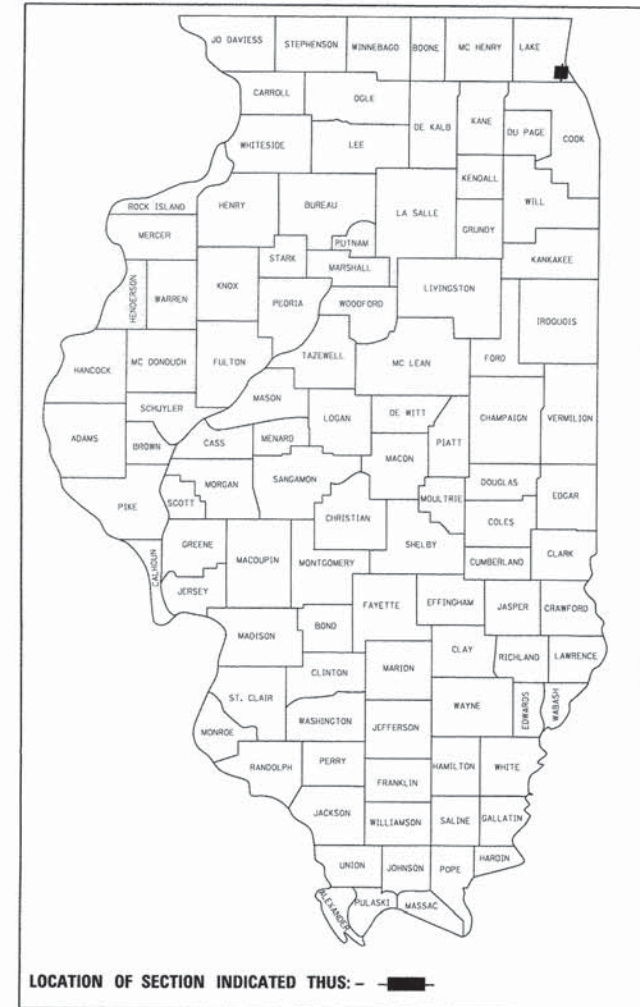 JO DAVIESS STEPHENSON WINNEBAGO BOONE MC HENRY LAKE
CARROLL OGLE DE KALB KANE DU PAGE COOK
WHITESIDE LEE
KENDALL WILL
ROCK ISLAND HENRY BUREAU LA SALLE GRUNDY
MERCER PUTNAM
STARK MARSHALL KANKAKEE
HENDERSON WARREN KNOX PEORIA WOODFORD LIVINGSTON
IROQUOIS
HANCOCK MC DONOUGH FULTON TAZEWELL MC LEAN FORD
MASON
SCHUYLER LOGAN DE WITT CHAMPAIGN VERMILION
ADAMS BROWN CASS MENARD PIATT
MACON
MORGAN SANGAMON DOUGLAS
PIKE SCOTT MOULTRIE EDGAR
CHRISTIAN COLES
GREENE SHELBY
CALHOUN MACOUPIN MONTGOMERY CUMBERLAND CLARK
JERSEY
FAYETTE EFFINGHAM JASPER CRAWFORD
MADISON BOND
CLAY RICHLAND LAWRENCE
CLINTON MARION
ST. CLAIR WAYNE EDWARDS WABASH
WASHINGTON JEFFERSON
MONROE
RANDOLPH PERRY HAMILTON WHITE
FRANKLIN
JACKSON WILLIAMSON SALINE GALLATIN
UNION JOHNSON POPE HARDIN
ALEXANDER PULASKI MASSAC
LOCATION OF SECTION INDICATED THUS: -